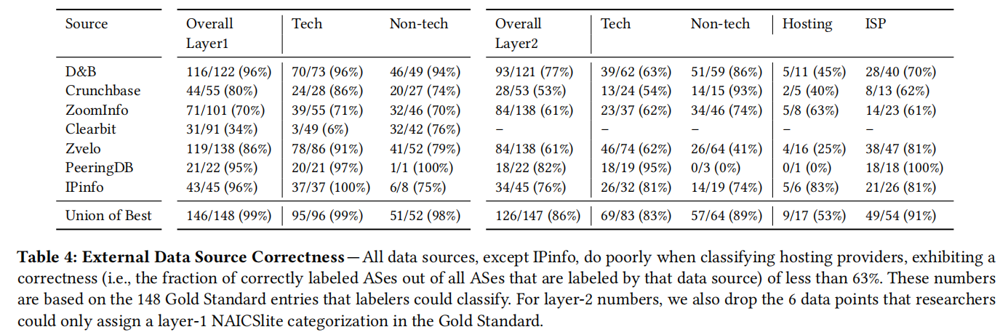 Source Overall Tech Non-tech Overall Tech Non-tech Hosting ISP
Layer1 Layer2
D&B 116/122 (96%) 70/73 (96%) 46/49 (94%) 93/121 (77%) 39/62 (63%) 51/59 (86%) 5/11 (45%) 28/40 (70%)
Crunchbase 44/55 (80%) 24/28 (86%) 20/27 (74%) 28/53 (53%) 13/24 (54%) 14/15 (93%) 2/5 (40%) 8/13 (62%)
ZoomInfo 71/101 (70%) 39/55 (71%) 32/46 (70%) 84/138 (61%) 23/37 (62%) 34/46 (74%) 5/8 (63%) 14/23 (61%)
Clearbit 31/91 (34%) 3/49 (6%) 32/42 (76%) – – – – –
Zvelo 119/138 (86%) 78/86 (91%) 41/52 (79%) 84/138 (61%) 46/74 (62%) 26/64 (41%) 4/16 (25%) 38/47 (81%)
PeeringDB 21/22 (95%) 20/21 (97%) 1/1 (100%) 18/22 (82%) 18/19 (95%) 0/3 (0%) 0/1 (0%) 18/18 (100%)
IPinfo 43/45 (96%) 37/37 (100%) 6/8 (75%) 34/45 (76%) 26/32 (81%) 14/19 (74%) 5/6 (83%) 21/26 (81%)
Union of Best 146/148 (99%) 95/96 (99%) 51/52 (98%) 126/147 (86%) 69/83 (83%) 57/64 (89%) 9/17 (53%) 49/54 (91%)
Table 4: External Data Source Correctness—All data sources, except IPinfo, do poorly when classifying hosting providers, exhibiting a
correctness (i.e., the fraction of correctly labeled ASes out of all ASes that are labeled by that data source) of less than 63%. These numbers
are based on the 148 Gold Standard entries that labelers could classify. For layer-2 numbers, we also drop the 6 data points that researchers
could only assign a layer-1 NAICSlite categorization in the Gold Standard.